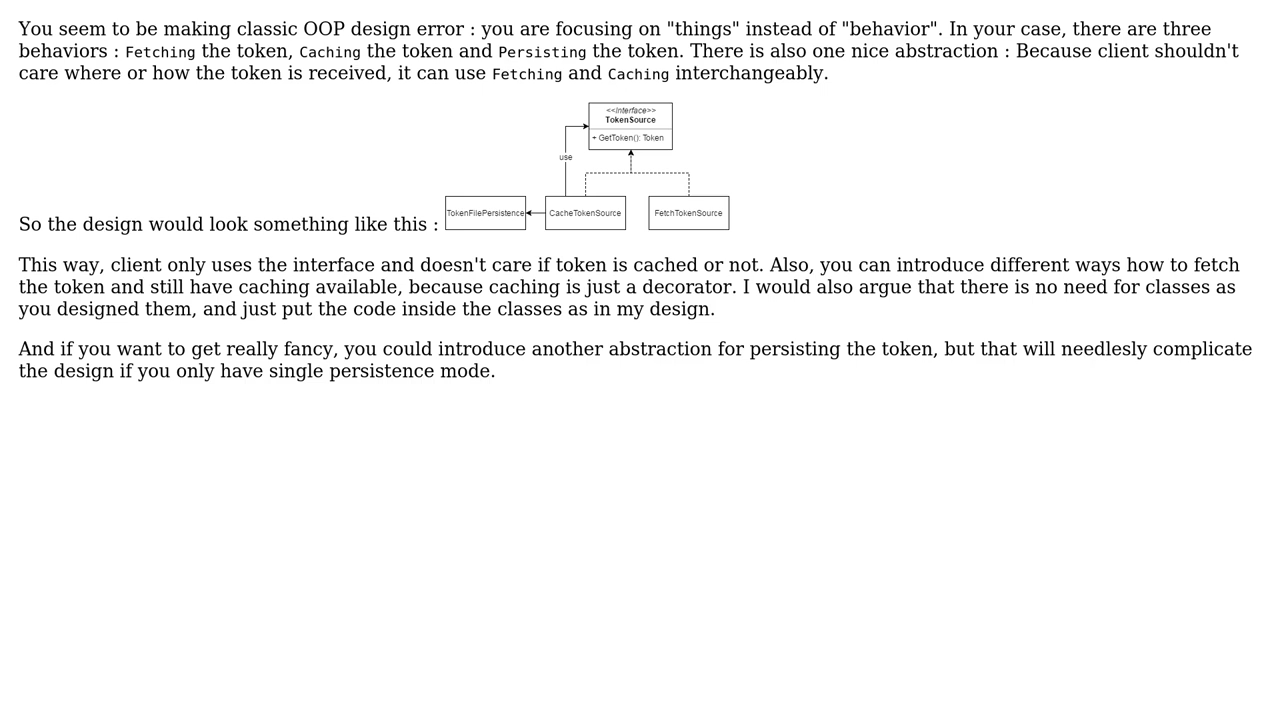 You seem to be making classic OOP design error : you are focusing on "things" instead of "behavior". In your case, there are three
behaviors : Fetching the token, Caching the token and Persisting the token. There is also one nice abstraction : Because client shouldn't
care where or how the token is received, it can use Fetching and Caching interchangeably.
<<Interface>>
TokenSource
+ GetToken(): Token
use
So the design would look something like this :
TokenFilePersistence
CacheTokenSource
FetchTokenSource
This way, client only uses the interface and doesn't care if token is cached or not. Also, you can introduce different ways how to fetch
the token and still have caching available, because caching is just a decorator. I would also argue that there is no need for classes as
you designed them, and just put the code inside the classes as in my design.
And if you want to get really fancy, you could introduce another abstraction for persisting the token, but that will needlesly complicate
the design if you only have single persistence mode.